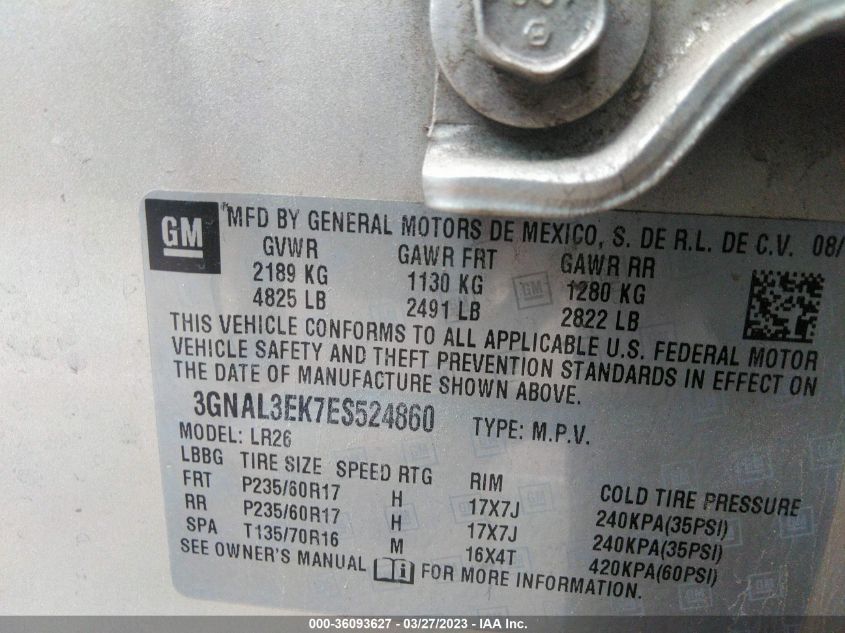 GM MFD BY GENERAL MOTORS DE MEXICO, S. DE R.L. DE C.V. 08/
GVWR GAWR FRT GAWR RR
2189 KG 1130 KG GM 1280 KG
4825 LB 2491 LB 2822 LB
THIS VEHICLE CONFORMS TO ALL APPLICABLE U.S. FEDERAL MOTOR
VEHICLE SAFETY AND THEFT PREVENTION STANDARDS IN EFFECT ON
THE DATE OF MANUFACTURE SHOWN ABOVE.
3GNAL3EK7ES524860 TYPE: M.P.V.
MODEL: LR26
LBBG TIRE SIZE SPEED RTG RIM COLD TIRE PRESSURE
FRT P235/60R17 H 17X7J 240KPA(35PSI)
RR P235/60R17 H 17X7J 240KPA(35PSI)
SPA T135/70R16 M 16X4T 420KPA(60PSI)
SEE OWNER'S MANUAL FOR MORE INFORMATION.
000-36093627 - 03/27/2023 - IAA Inc.